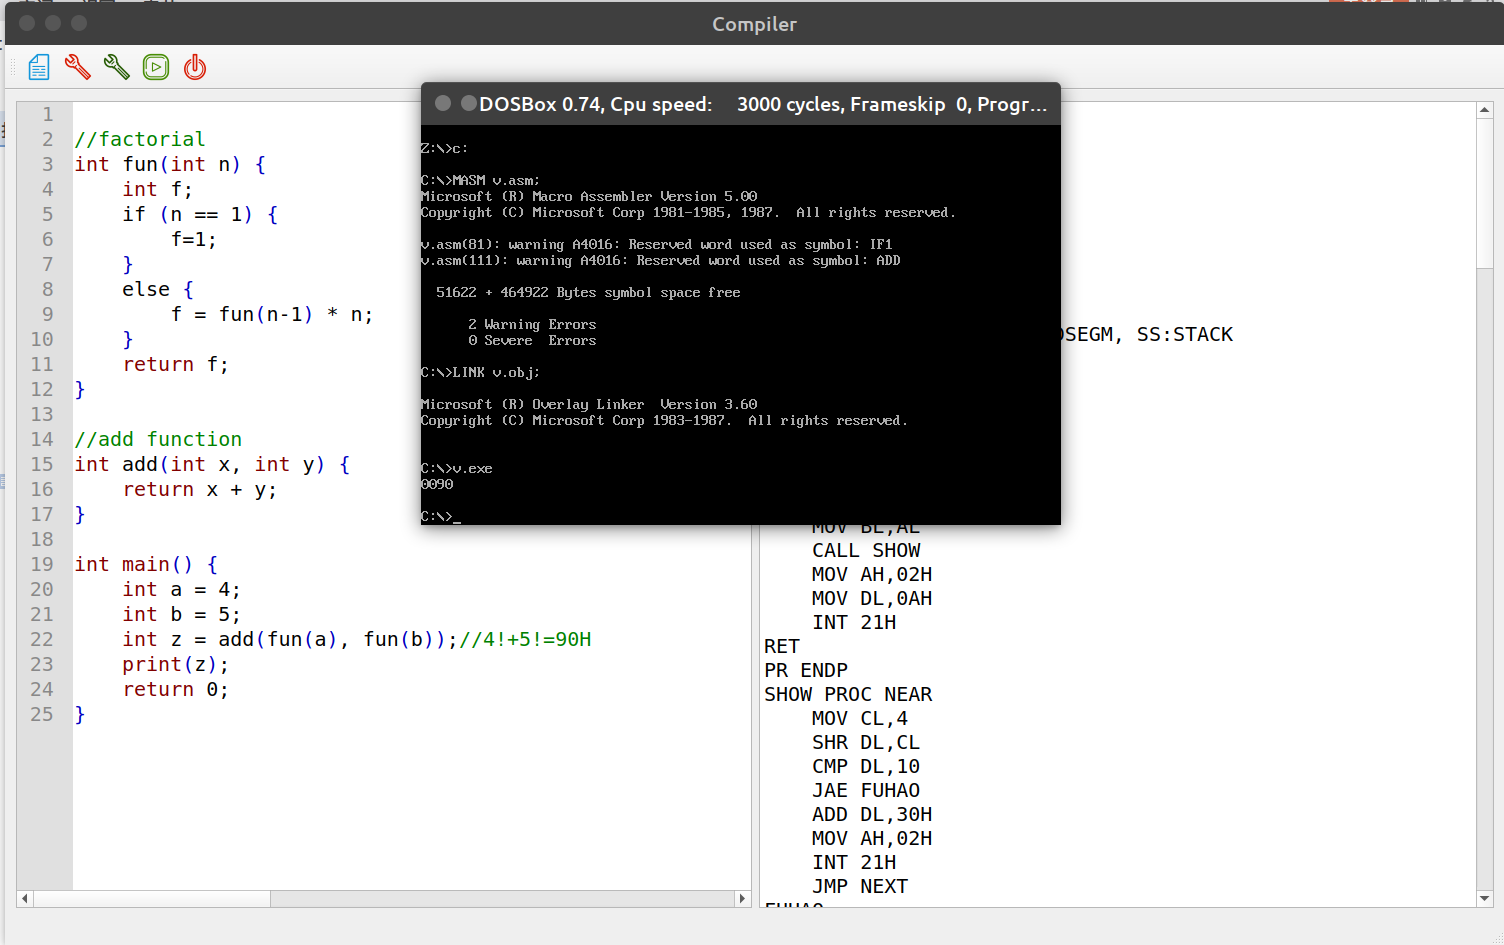 Compiler
1
2 //factorial
3 int fun(int n) {
4     int f;
5     if (n == 1) {
6         f=1;
7     }
8     else {
9         f = fun(n-1) * n;
10     }
11     return f;
12 }
13
14 //add function
15 int add(int x, int y) {
16     return x + y;
17 }
18
19 int main() {
20     int a = 4;
21     int b = 5;
22     int z = add(fun(a), fun(b));//4!+5!=90H
23     print(z);
24     return 0;
25 }
DOSBox 0.74, Cpu speed:    3000 cycles, Frameskip  0, Progr...
Z:\>c:
C:\>MASM v.asm;
Microsoft (R) Macro Assembler Version 5.00
Copyright (C) Microsoft Corp 1981-1985, 1987.  All rights reserved.
v.asm(81): warning A4016: Reserved word used as symbol: IF1
v.asm(111): warning A4016: Reserved word used as symbol: ADD
51622 + 464922 Bytes symbol space free
2 Warning Errors
0 Severe  Errors
C:\>LINK v.obj;
Microsoft (R) Overlay Linker  Version 3.60
Copyright (C) Microsoft Corp 1983-1987.  All rights reserved.
C:\>v.exe
0090
C:\>_
SEGM, SS:STACK
MOV BL,AL
CALL SHOW
MOV AH,02H
MOV DL,0AH
INT 21H
RET
PR ENDP
SHOW PROC NEAR
MOV CL,4
SHR DL,CL
CMP DL,10
JAE FUHAO
ADD DL,30H
MOV AH,02H
INT 21H
JMP NEXT
FUHAO